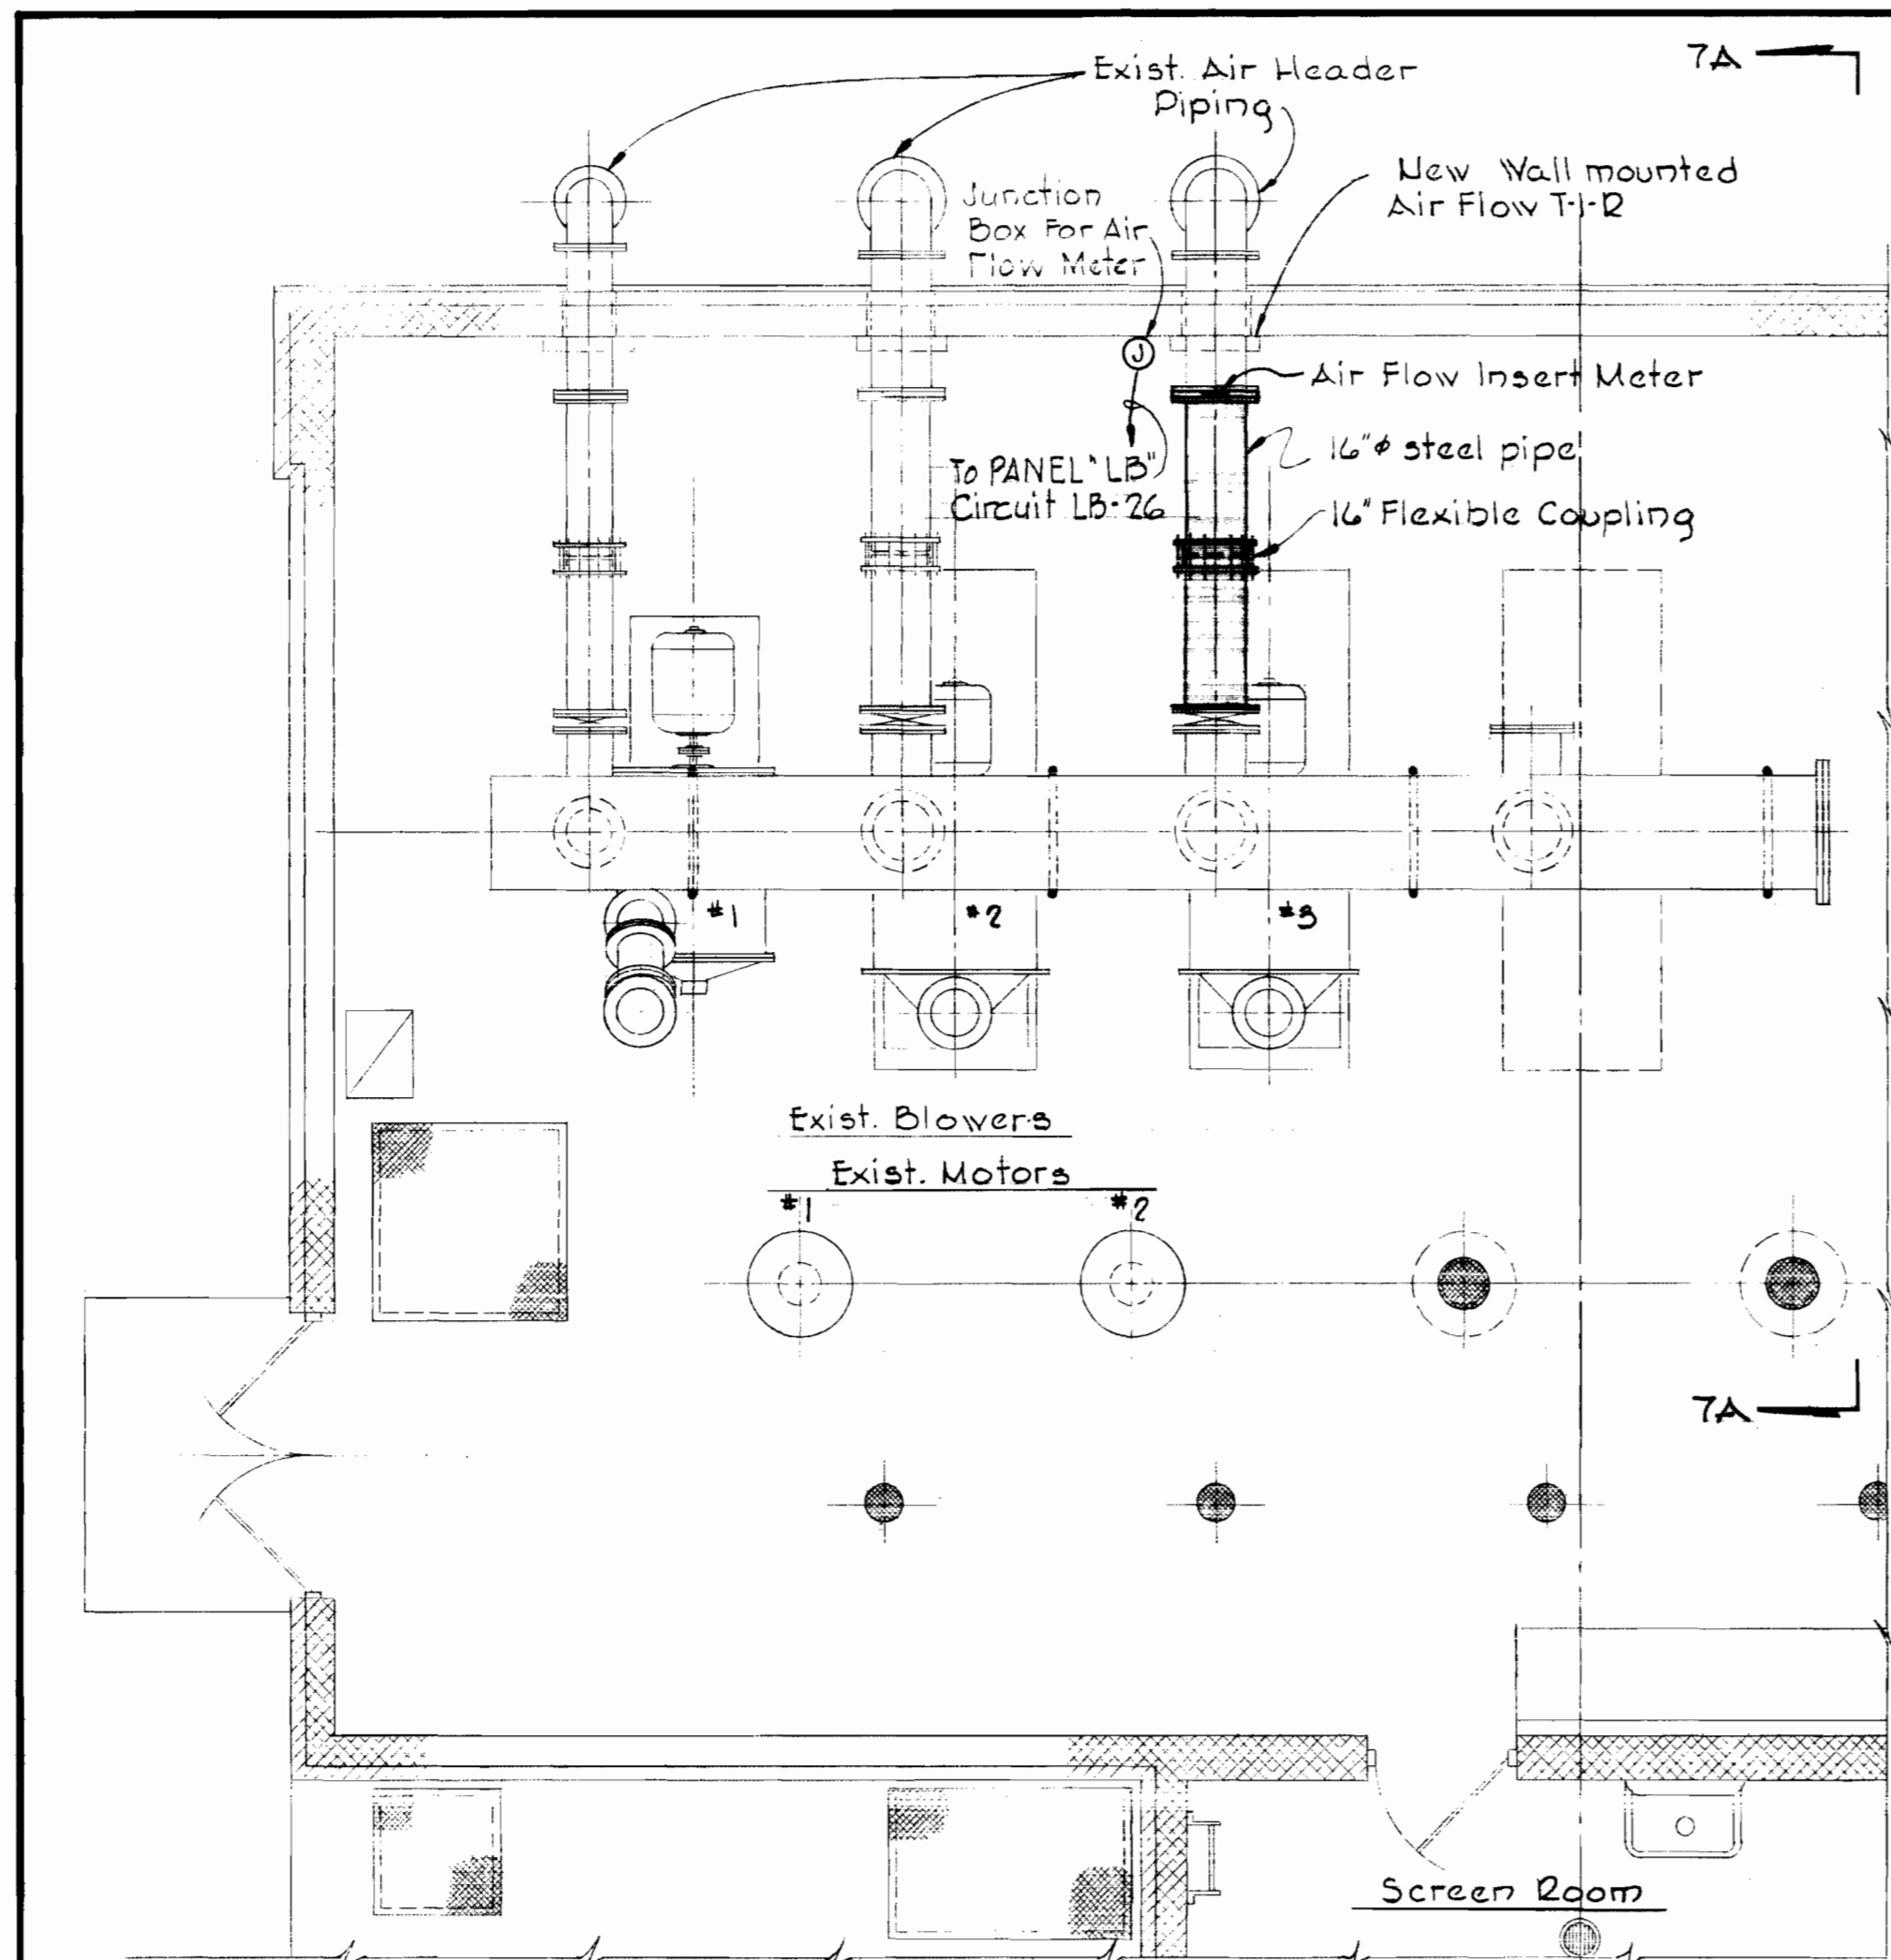 7A
Exist. Air Header
Piping
New Wall mounted
Air Flow T-I-R
Junction
Box For Air
Flow Meter
J
Air Flow Insert Meter
16"φ steel pipe
To PANEL "LB"
Circuit LB-26
16" Flexible Coupling
#1
#2
#3
Exist. Blowers
Exist. Motors
#1
#2
7A
Screen Room